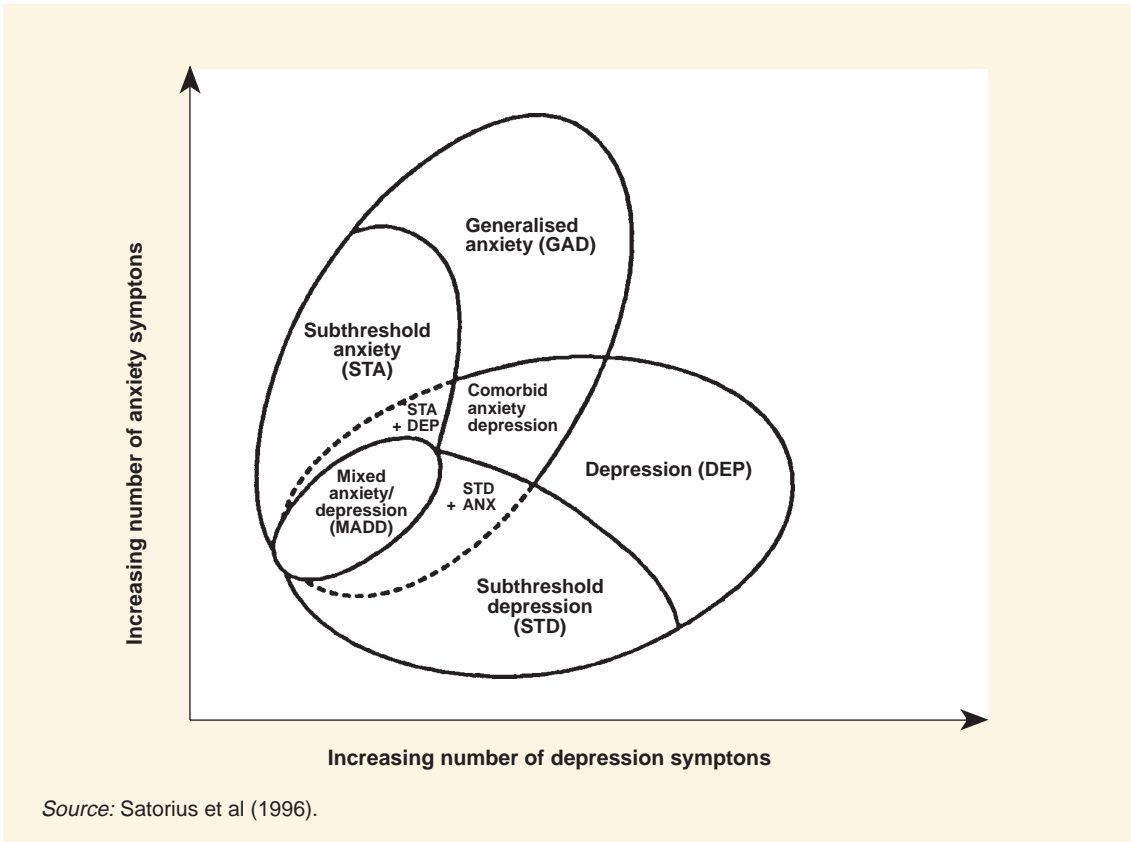 Generalised
anxiety (GAD)
Subthreshold
anxiety
(STA)
STA
+ DEP
Comorbid
anxiety
depression
Mixed
anxiety/
depression
(MADD)
STD
+ ANX
Depression (DEP)
Subthreshold
depression
(STD)
Increasing number of anxiety symptons
Increasing number of depression symptons
Source: Satorius et al (1996).